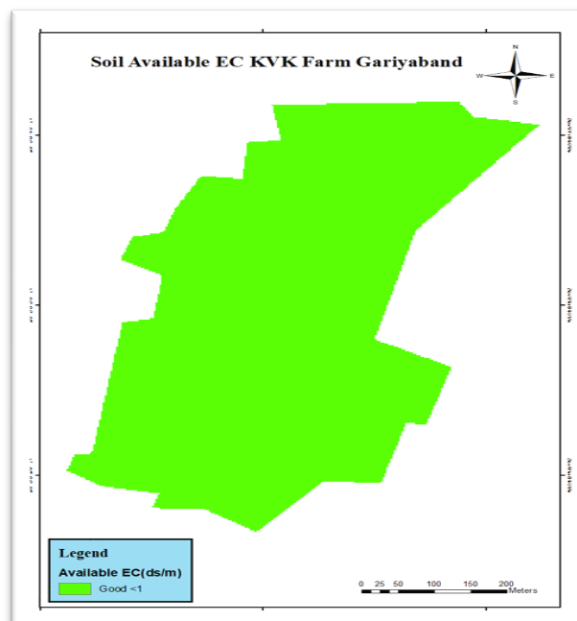 Soil Available EC KVK Farm Gariyaband
N
W E
S
Legend
Available EC(ds/m)
Good <1
0 25 50 100 150 200
Meters